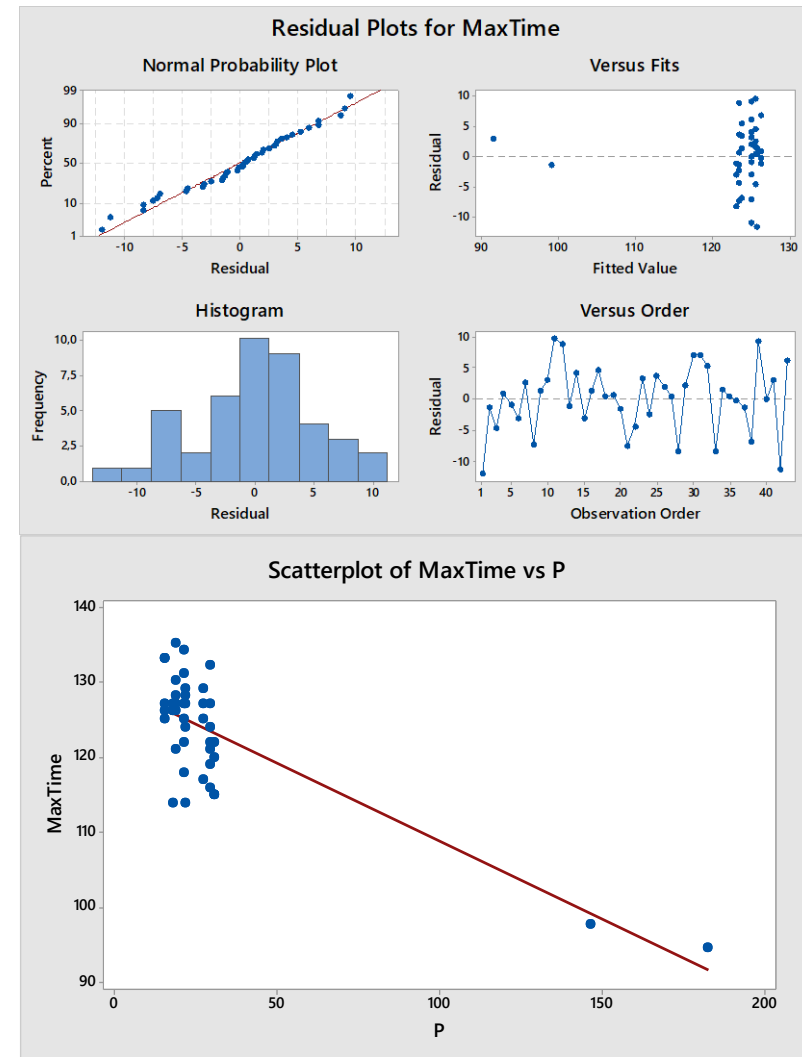 Residual Plots for MaxTime
Normal Probability Plot
99
90
50
10
1
Percent
-10 -5 0 5 10
Residual
Versus Fits
10
5
0
-5
-10
Residual
90 100 110 120 130
Fitted Value
Histogram
10,0
7,5
5,0
2,5
0,0
Frequency
-10 -5 0 5 10
Residual
Versus Order
10
5
0
-5
-10
Residual
1 5 10 15 20 25 30 35 40
Observation Order
Scatterplot of MaxTime vs P
140
130
120
110
100
90
MaxTime
0 50 100 150 200
P